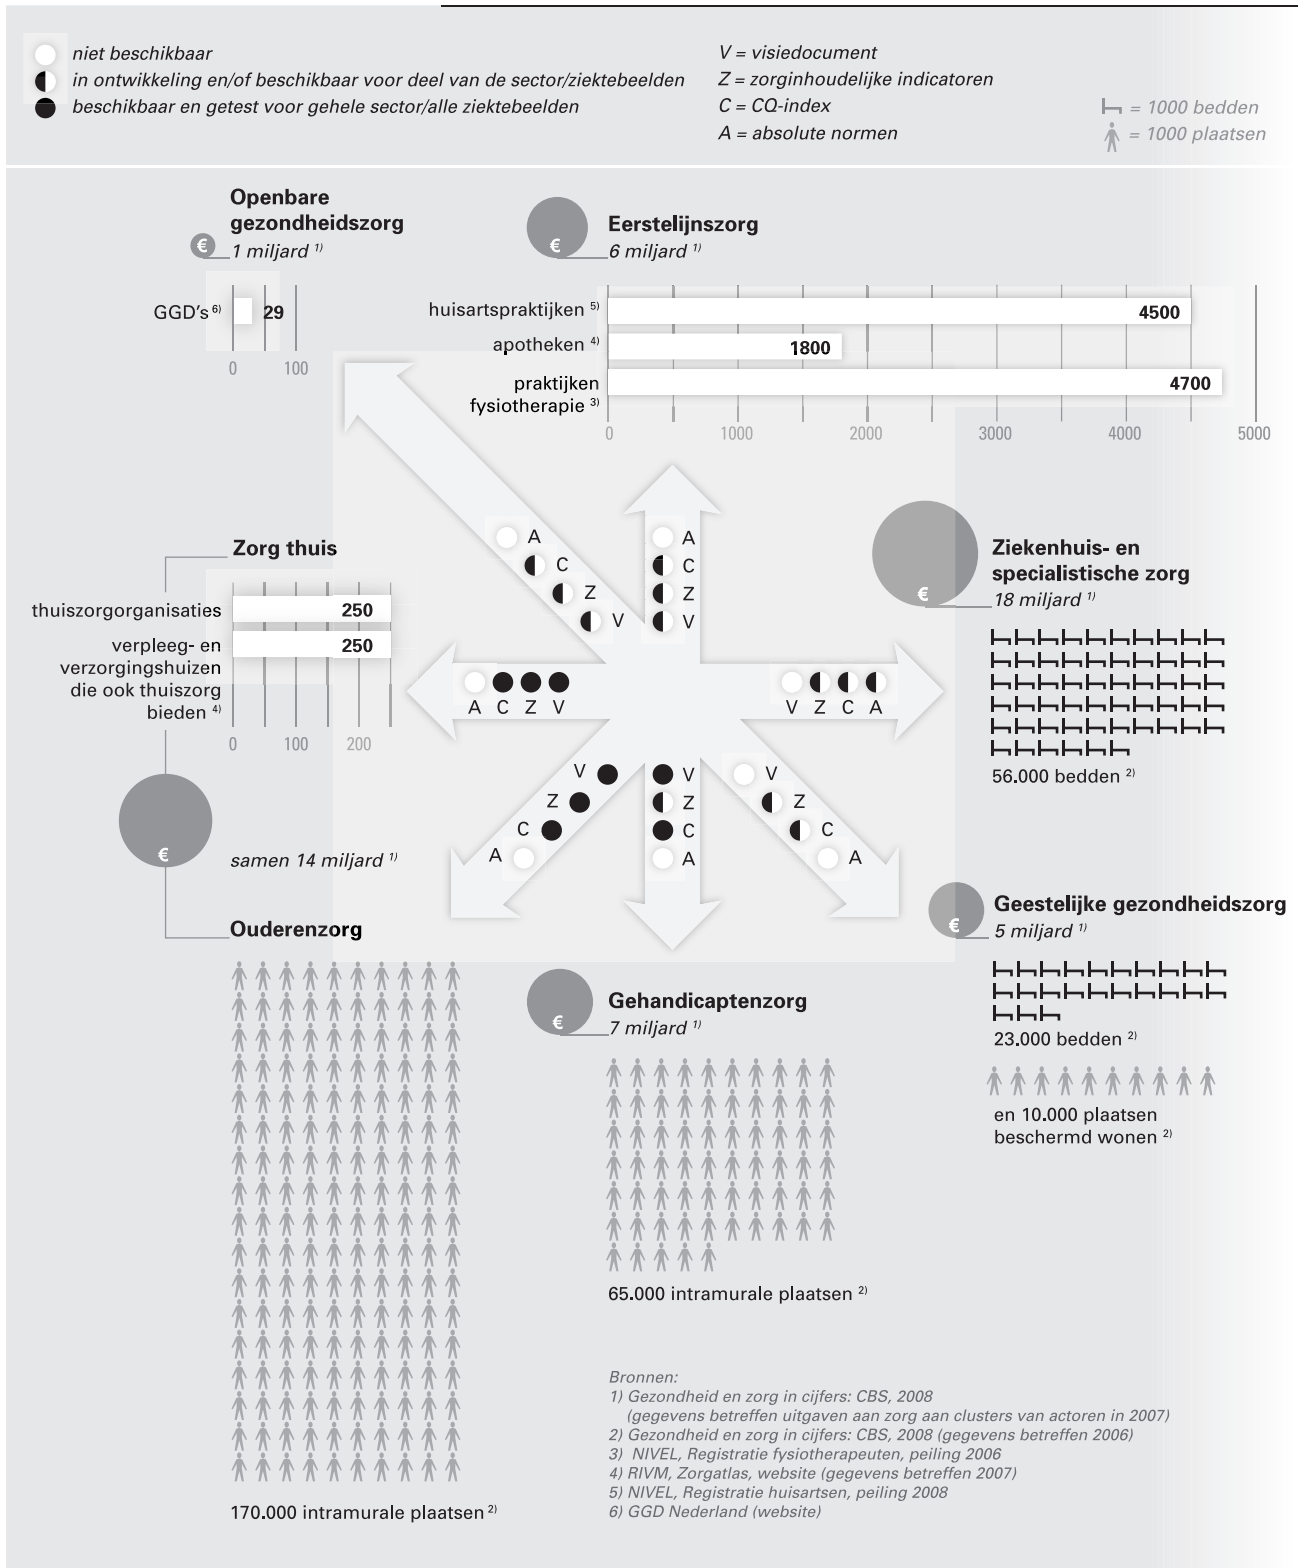 niet beschikbaar
in ontwikkeling en/of beschikbaar voor deel van de sector/ziektebeelden
beschikbaar en getest voor gehele sector/alle ziektebeelden
V = visiedocument
Z = zorginhoudelijke indicatoren
C = CQ-index
A = absolute normen
= 1000 bedden
= 1000 plaatsen
Openbare
gezondheidszorg
€
1 miljard 1)
GGD's 6)
29
0 100
Eerstelijnszorg
€
6 miljard 1)
huisartspraktijken 5)
4500
apotheken 4)
1800
praktijken
fysiotherapie 3)
4700
0 1000 2000 3000 4000 5000
A
C
Z
V
A
C
Z
V
Zorg thuis
thuiszorgorganisaties
250
verpleeg- en
verzorgingshuizen
die ook thuiszorg
bieden 4)
250
0 100 200
A C Z V
V Z C A
Ziekenhuis- en
specialistische zorg
€
18 miljard 1)
56.000 bedden 2)
V
Z
C
A
V
Z
C
A
V
Z
C
A
€
samen 14 miljard 1)
Ouderenzorg
170.000 intramurale plaatsen 2)
Gehandicaptenzorg
€
7 miljard 1)
65.000 intramurale plaatsen 2)
Geestelijke gezondheidszorg
€
5 miljard 1)
23.000 bedden 2)
en 10.000 plaatsen
beschermd wonen 2)
Bronnen:
1) Gezondheid en zorg in cijfers: CBS, 2008
(gegevens betreffen uitgaven aan zorg aan clusters van actoren in 2007)
2) Gezondheid en zorg in cijfers: CBS, 2008 (gegevens betreffen 2006)
3) NIVEL, Registratie fysiotherapeuten, peiling 2006
4) RIVM, Zorgatlas, website (gegevens betreffen 2007)
5) NIVEL, Registratie huisartsen, peiling 2008
6) GGD Nederland (website)